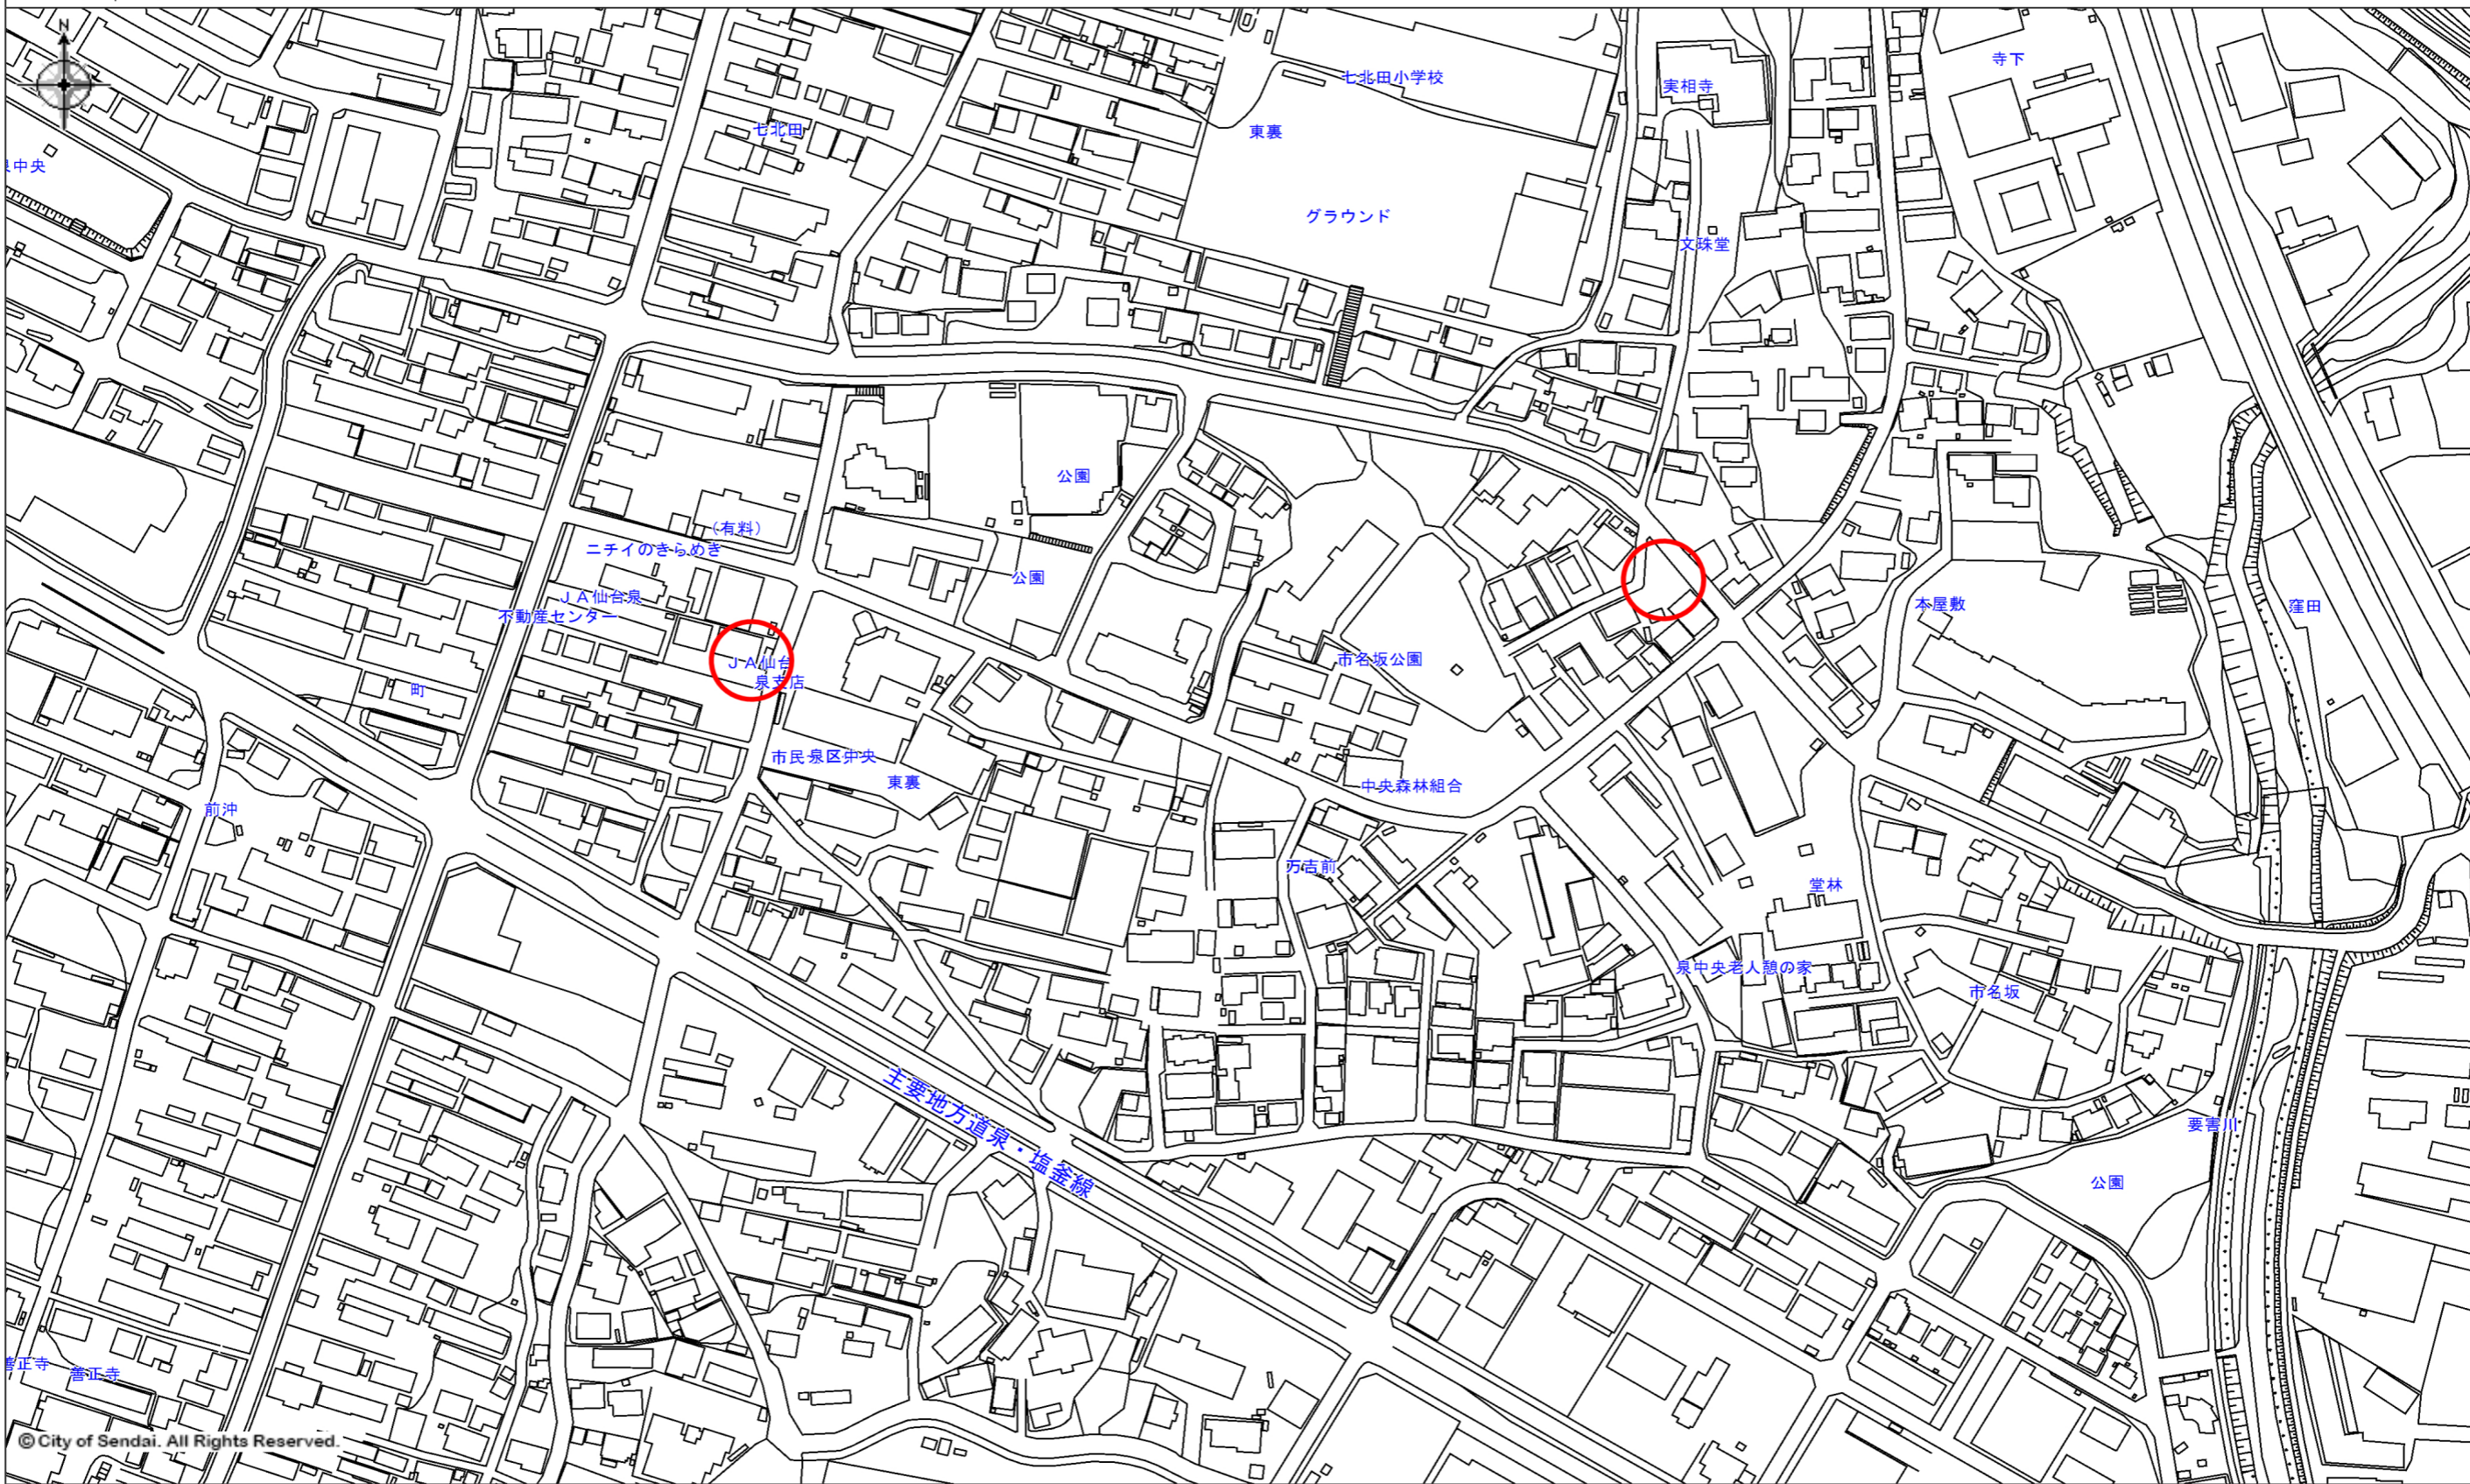 N
七北田小学校
寺下
実相寺
七北田
東裏
泉中央
グラウンド
文珠堂
公園
（有料）
ニチイのきらめき
公園
ＪＡ仙台泉
不動産センター
本屋敷
窪田
ＪＡ仙台
泉支店
市名坂公園
町
市民泉区中央
東裏
中央森林組合
前沖
万吉前
堂林
泉中央老人憩の家
市名坂
主要地方道泉・塩釜線
要害川
公園
善正寺
善正寺
©City of Sendai. All Rights Reserved.